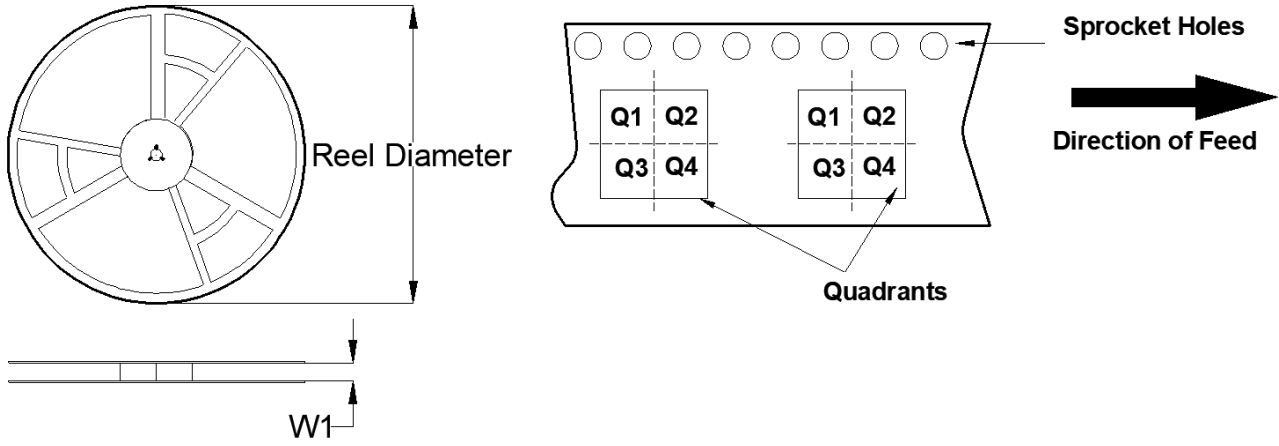 Reel Diameter
W1
Sprocket Holes
Direction of Feed
Q1 Q2
Q3 Q4
Q1 Q2
Q3 Q4
Quadrants